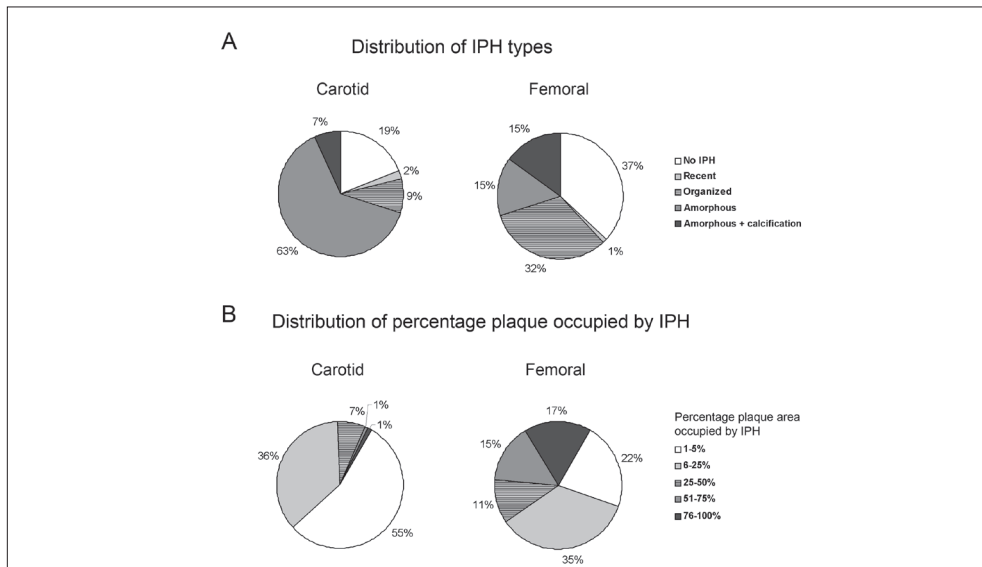 A
Distribution of IPH types
Carotid
Femoral
7%
19%
2%
9%
63%
15%
37%
15%
1%
32%
No IPH
Recent
Organized
Amorphous
Amorphous + calcification
B
Distribution of percentage plaque occupied by IPH
Carotid
Femoral
7%
1%
1%
36%
55%
17%
15%
22%
11%
35%
Percentage plaque area
occupied by IPH
1-5%
6-25%
25-50%
51-75%
76-100%